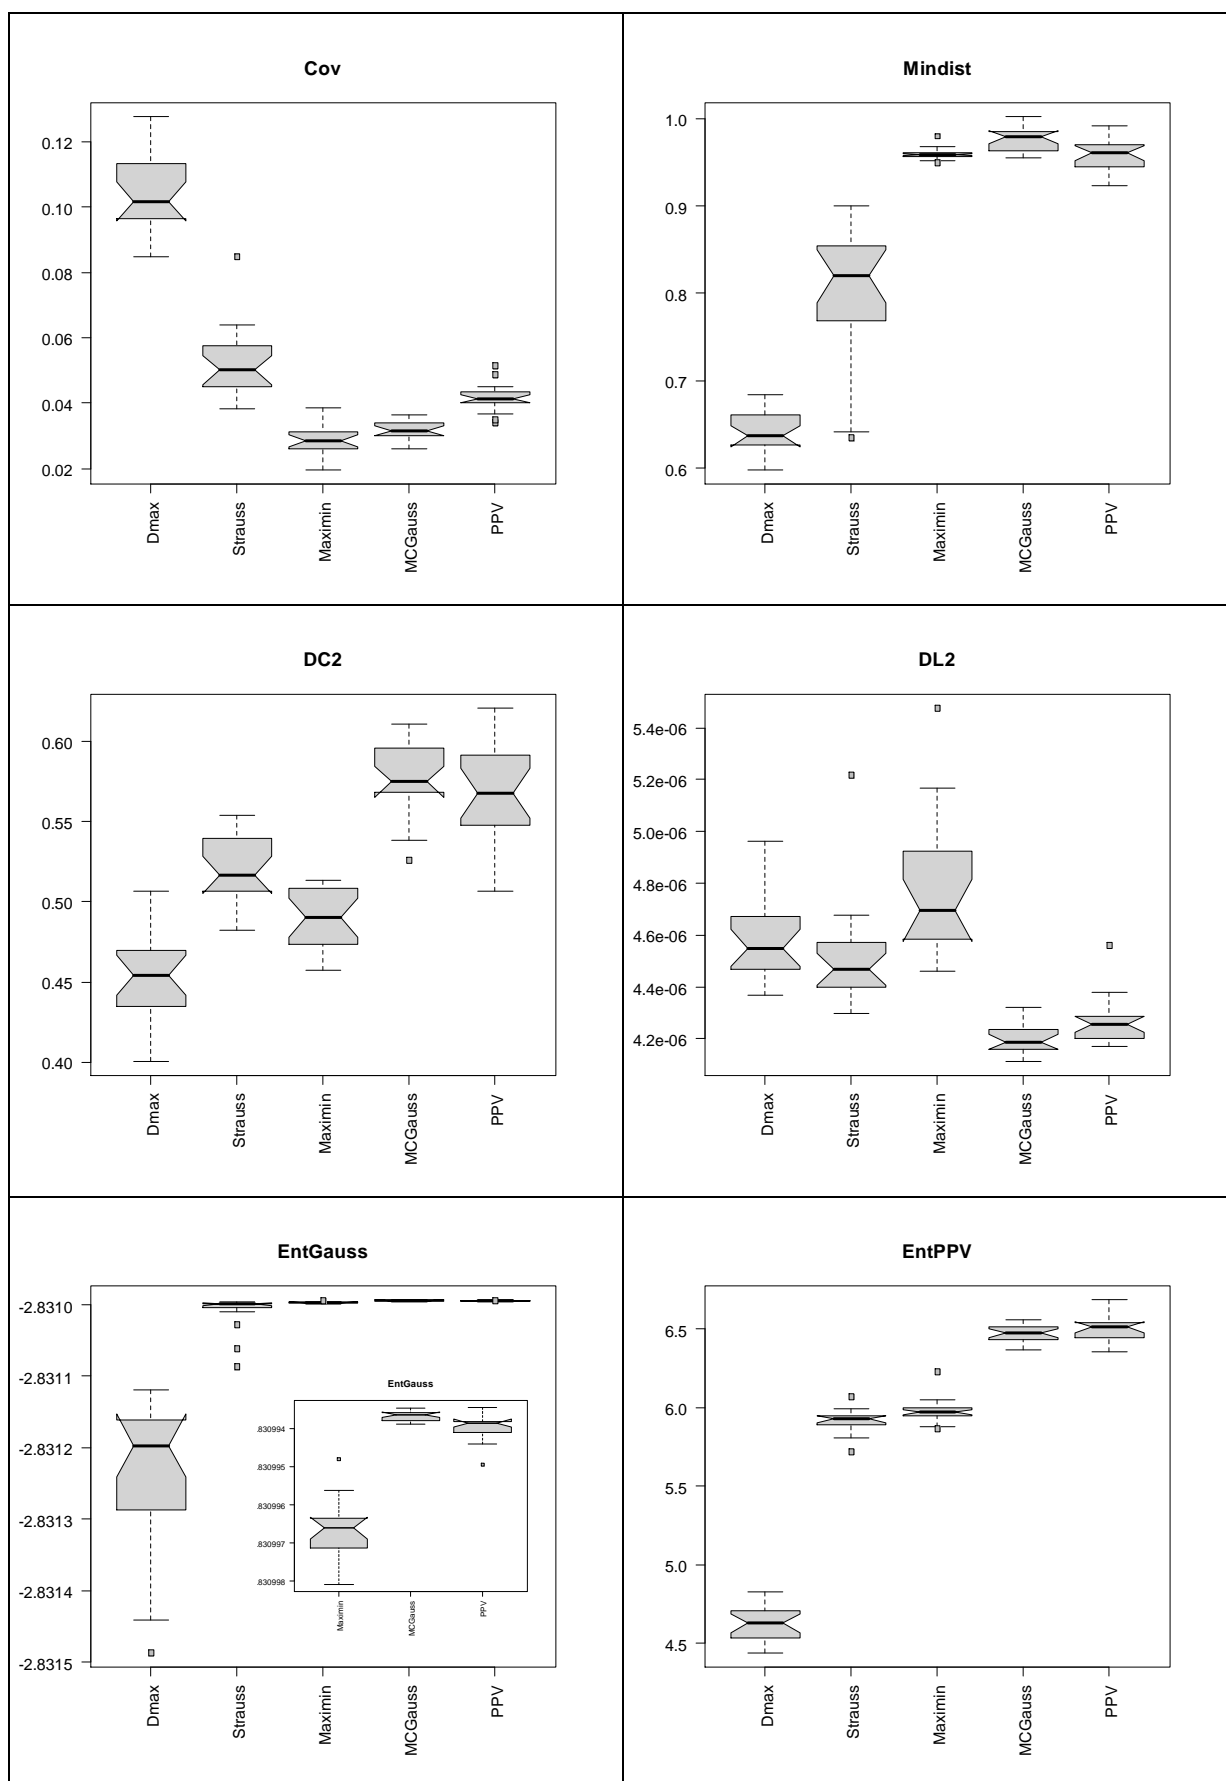 Cov
0.12
0.10
0.08
0.06
0.04
0.02
Dmax
Strauss
Maximin
MCGauss
PPV
Mindist
1.0
0.9
0.8
0.7
0.6
Dmax
Strauss
Maximin
MCGauss
PPV
DC2
0.60
0.55
0.50
0.45
0.40
Dmax
Strauss
Maximin
MCGauss
PPV
DL2
5.4e-06
5.2e-06
5.0e-06
4.8e-06
4.6e-06
4.4e-06
4.2e-06
Dmax
Strauss
Maximin
MCGauss
PPV
EntGauss
-2.8310
-2.8311
-2.8312
-2.8313
-2.8314
-2.8315
Dmax
Strauss
Maximin
MCGauss
PPV
EntGauss
.830994
.830995
.830996
.830997
.830998
Maximin
MCGauss
PPV
EntPPV
6.5
6.0
5.5
5.0
4.5
Dmax
Strauss
Maximin
MCGauss
PPV